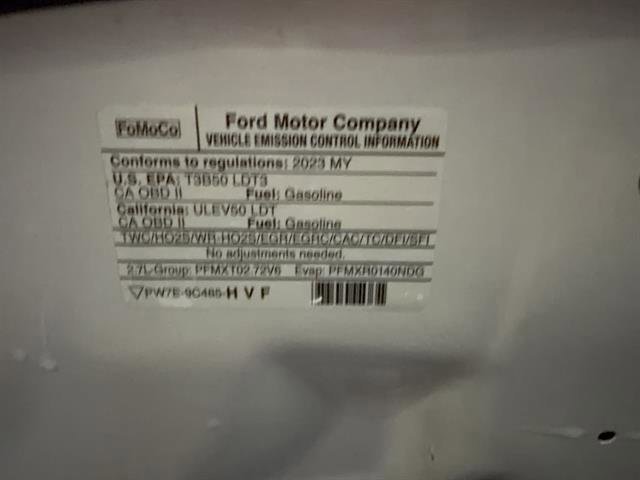 FoMoCo
Ford Motor Company
VEHICLE EMISSION CONTROL INFORMATION
Conforms to regulations: 2023 MY
U.S. EPA: T3B50 LDT3
CA OBD II Fuel: Gasoline
California: ULEV50 LDT
CA OBD II Fuel: Gasoline
TWC/HO2S/WR-HO2S/EGR/EGRC/CAC/TC/DFI/SFI
No adjustments needed.
2.7L-Group: PFMXT02.72V6 Evap: PFMXR0140NDG
PW7E-9C485-H V F